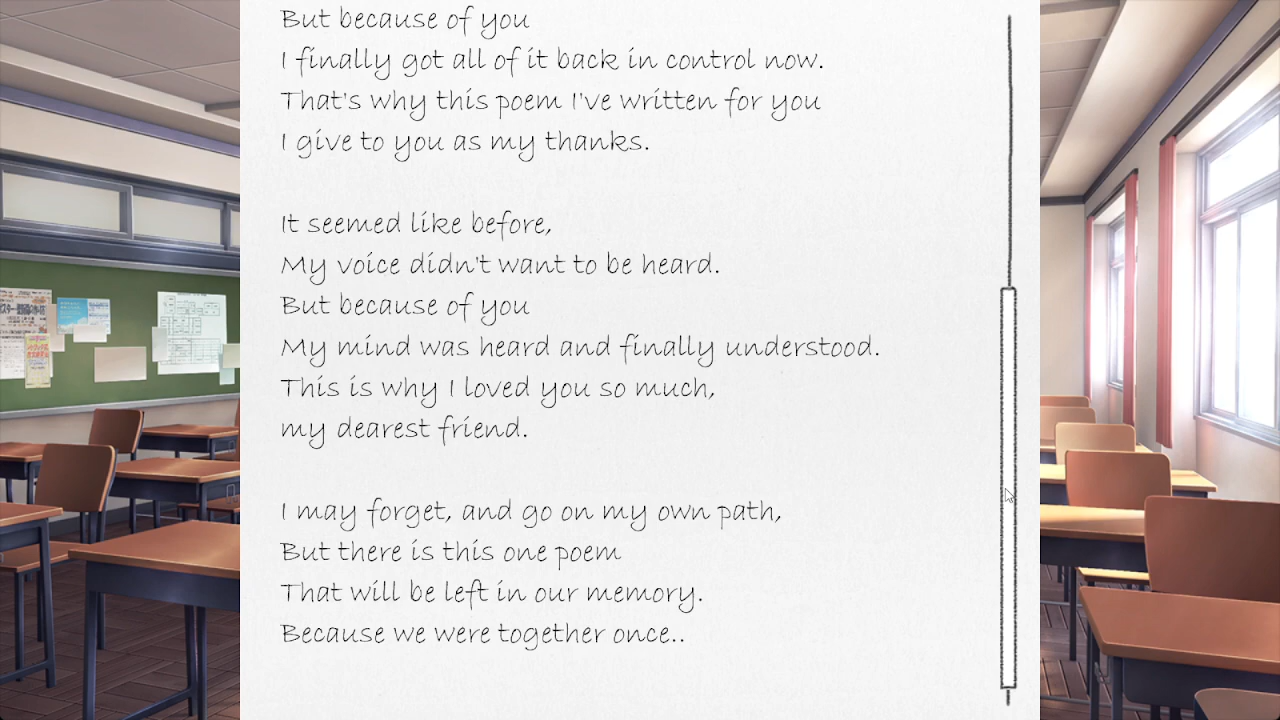 But because of you
I finally got all of it back in control now.
That's why this poem I've written for you
I give to you as my thanks.
It seemed like before,
My voice didn't want to be heard.
But because of you
My mind was heard and finally understood.
This is why I loved you so much,
my dearest friend.
I may forget, and go on my own path,
But there is this one poem
That will be left in our memory.
Because we were together once..